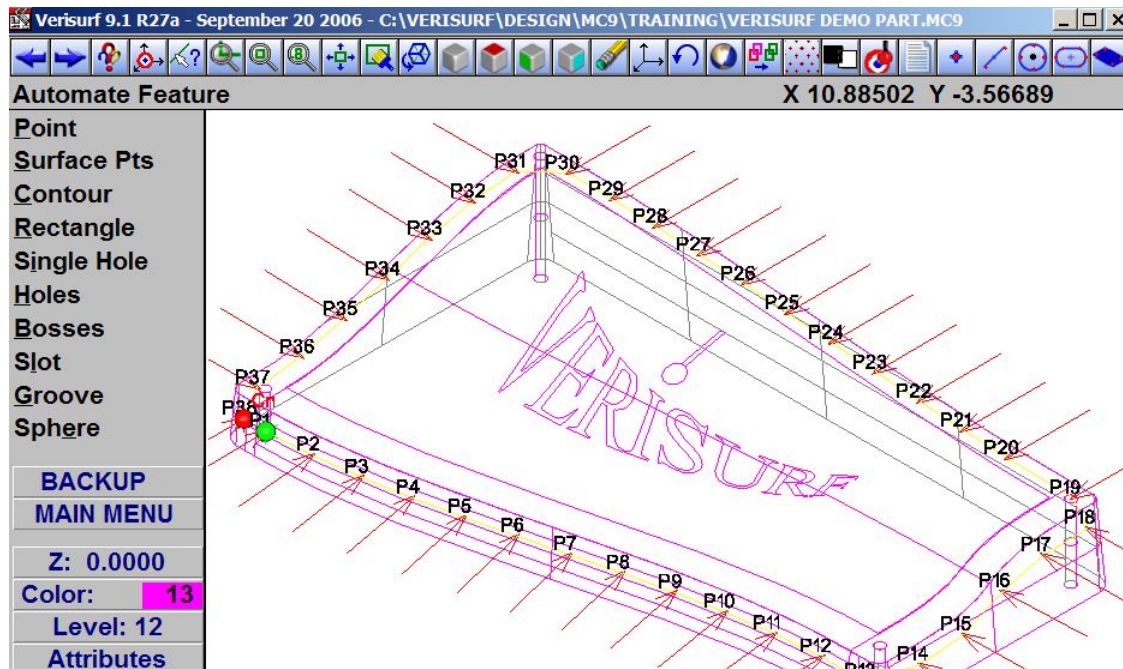 Verisurf 9.1 R27a - September 20 2006 - C:\VERISURF\DESIGN\MC9\TRAINING\VERISURF DEMO PART.MC9
Automate Feature X 10.88502 Y -3.56689
Point
Surface Pts
Contour
Rectangle
Single Hole
Holes
Bosses
Slot
Groove
Sphere
BACKUP
MAIN MENU
Z: 0.0000
Color: 13
Level: 12
Attributes
P31 P30
P32 P29
P33 P28
P27
P34 P26
P35 P25
P36 P24
P37 P23
Cr P22
P38 P1 P21
P2 P20
P3 P19
P4
P5 P18
P6 P17
P7
P8 P16
P9
P10
P11 P15
P12
P13 P14
VERISURF